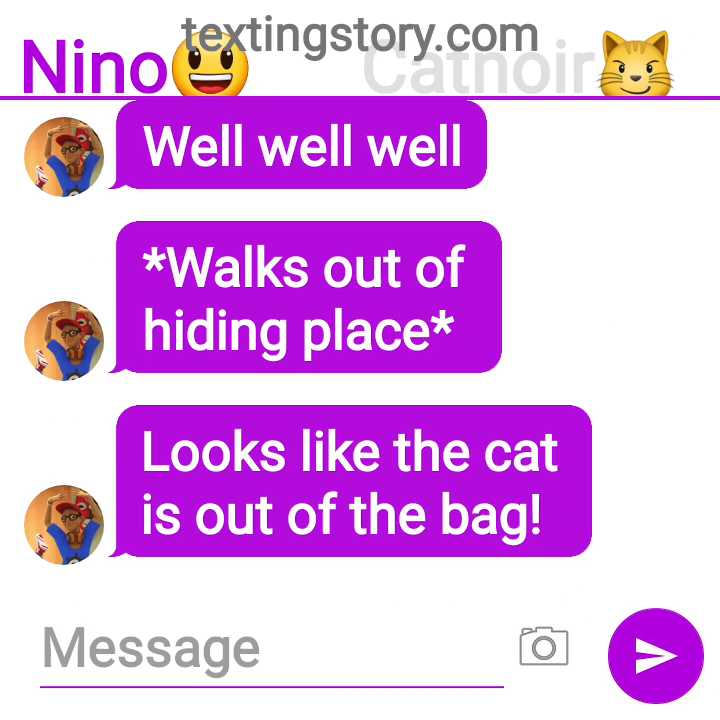 textingstory.com
Nino😃 Catnoir😼
Well well well
*Walks out of
hiding place*
Looks like the cat
is out of the bag!
Message